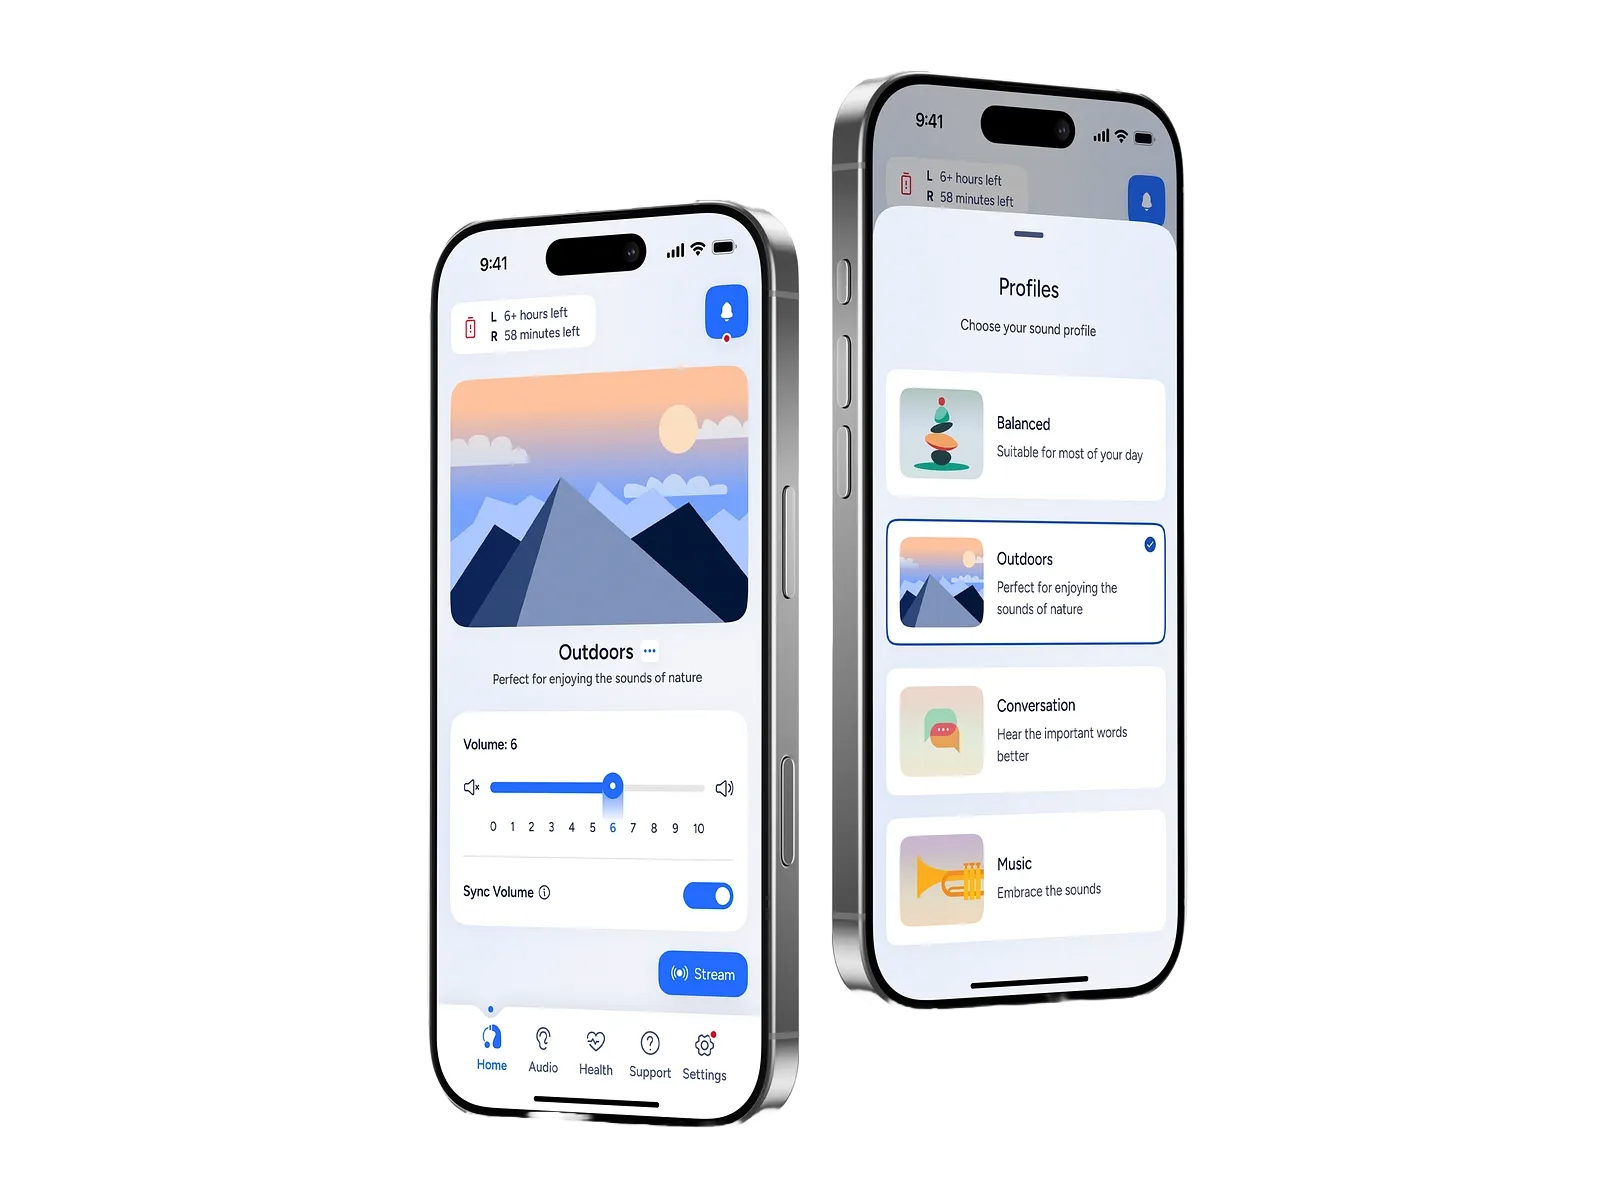 9:41
L 6+ hours left
R 58 minutes left
Outdoors
Perfect for enjoying the sounds of nature
Volume: 6
0 1 2 3 4 5 6 7 8 9 10
Sync Volume
Stream
Home Audio Health Support Settings
9:41
L 6+ hours left
R 58 minutes left
Profiles
Choose your sound profile
Balanced
Suitable for most of your day
Outdoors
Perfect for enjoying the
sounds of nature
Conversation
Hear the important words
better
Music
Embrace the sounds